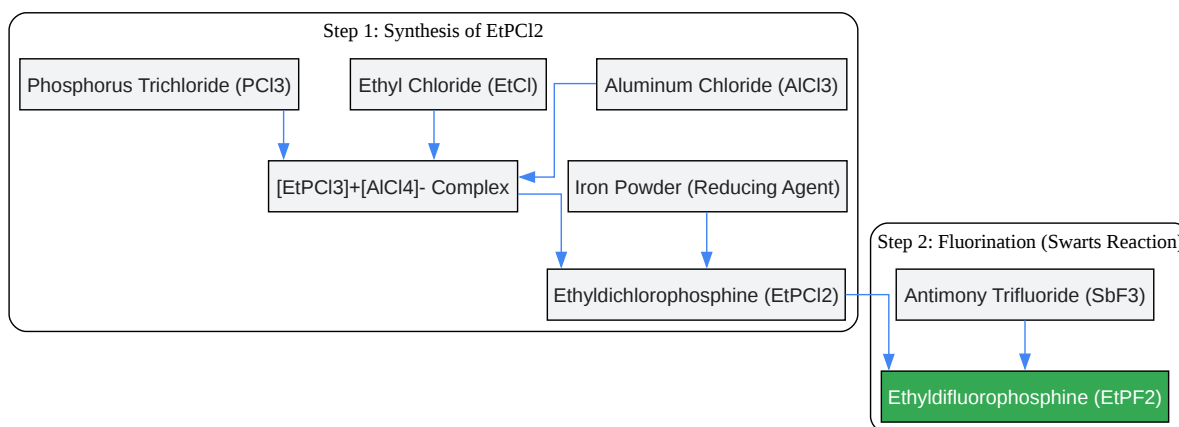 Step 1: Synthesis of EtPCl2
Phosphorus Trichloride (PCl3)
Ethyl Chloride (EtCl)
Aluminum Chloride (AlCl3)
[EtPCl3]+[AlCl4]- Complex
Iron Powder (Reducing Agent)
Ethyldichlorophosphine (EtPCl2)
Step 2: Fluorination (Swarts Reaction)
Antimony Trifluoride (SbF3)
Ethyldifluorophosphine (EtPF2)